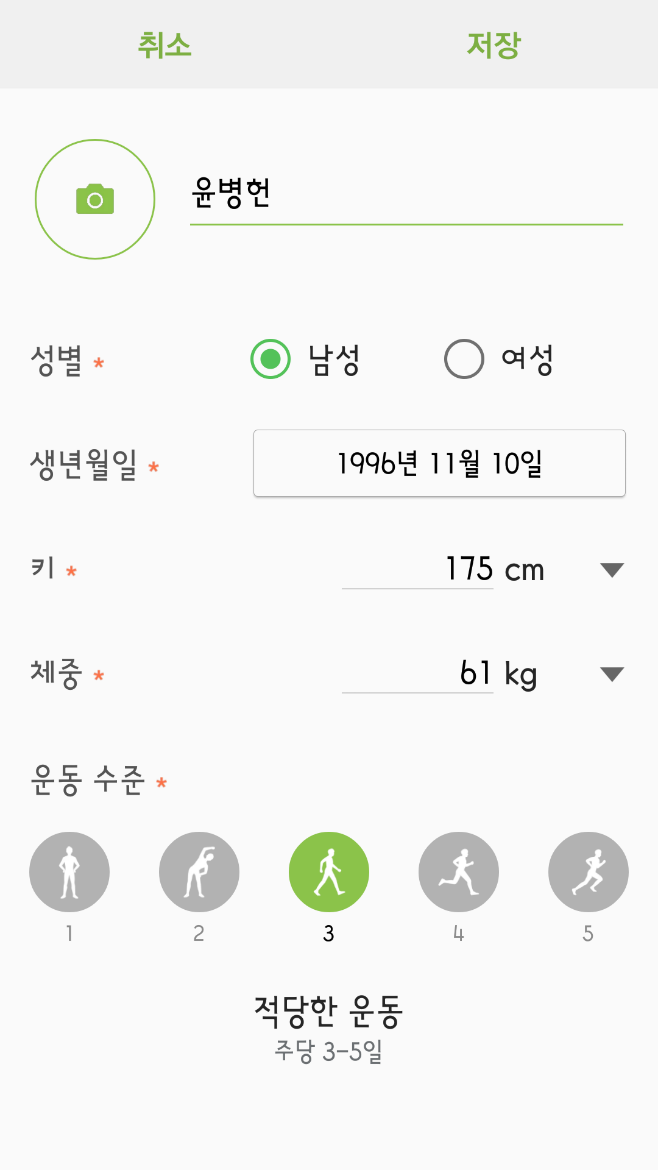 취소 저장
윤병헌
성별 * 남성 여성
생년월일 * 1996년 11월 10일
키 * 175 cm
체중 * 61 kg
운동 수준 *
1 2 3 4 5
적당한 운동
주당 3-5일